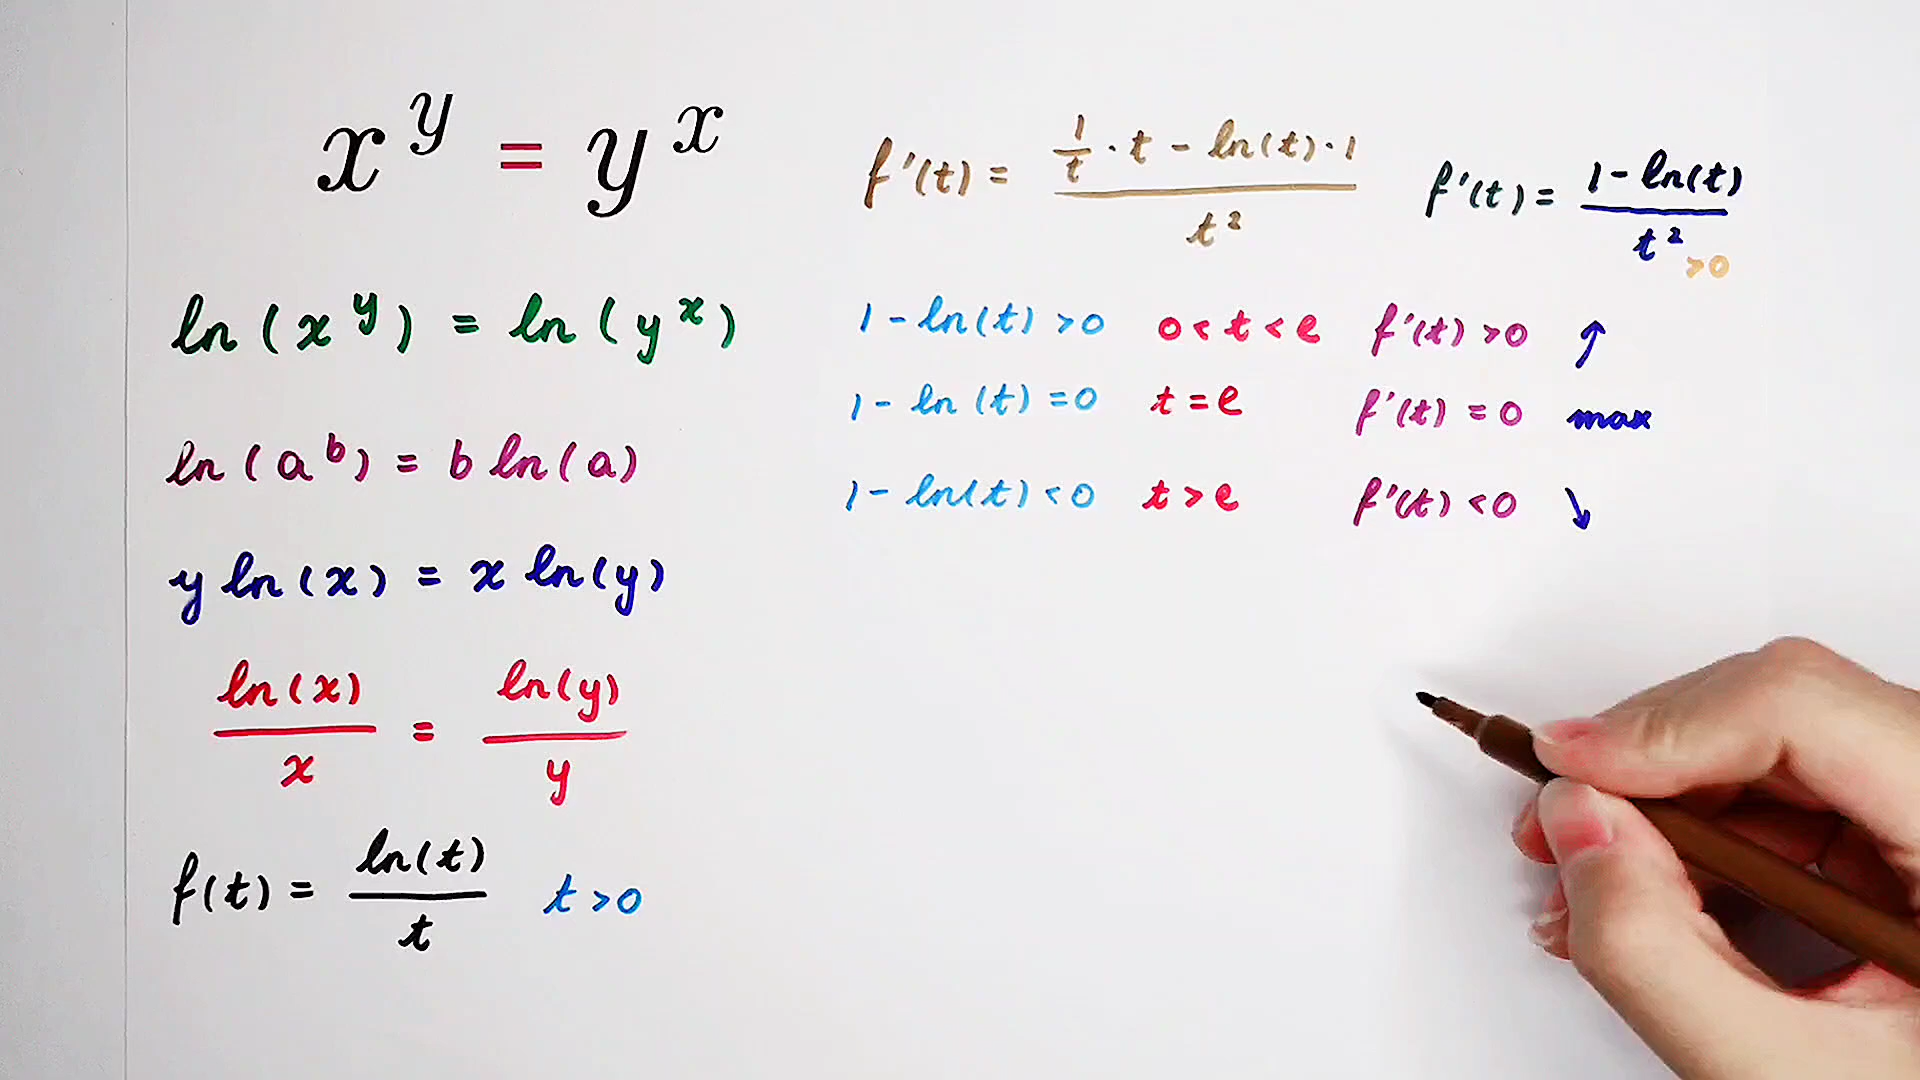 x^y = y^x
ln(x^y) = ln(y^x)
ln(a^b) = b ln(a)
y ln(x) = x ln(y)
ln(x)/x = ln(y)/y
f(t) = ln(t)/t t>0
f'(t) = (1/t · t - ln(t) · 1)/t²
f'(t) = (1 - ln(t))/t² >0
1 - ln(t) > 0 0 < t < e f'(t) > 0 ↑
1 - ln(t) = 0 t = e f'(t) = 0 max
1 - ln(t) < 0 t > e f'(t) < 0 ↘